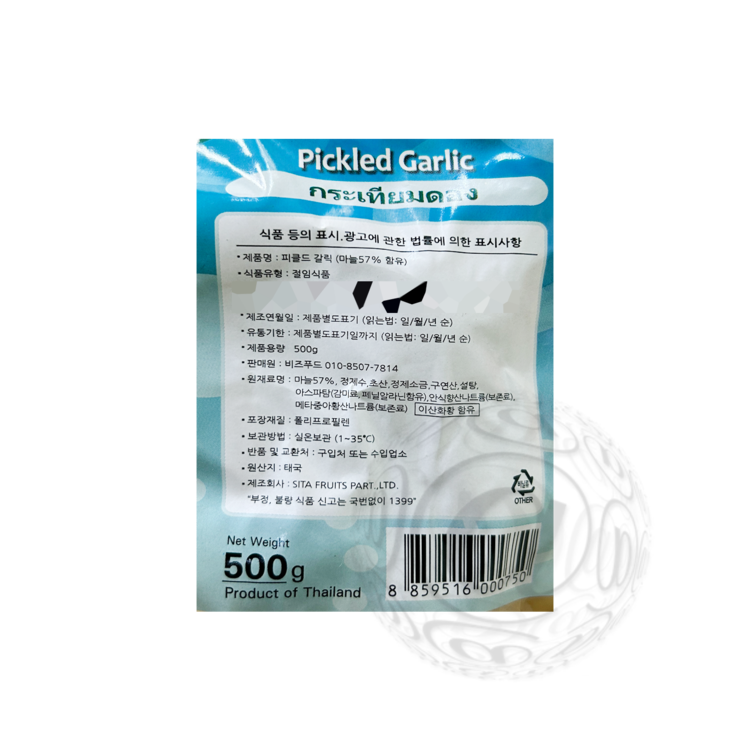 Pickled Garlic
กระเทียมดอง
식품 등의 표시.광고에 관한 법률에 의한 표시사항
• 제품명 : 피클드 갈릭 (마늘57% 함유)
• 식품유형 : 절임식품
• 제조연월일 : 제품별도표기 (읽는법: 일/월/년 순)
• 유통기한 : 제품별도표기일까지 (읽는법: 일/월/년 순)
• 제품용량 500g
• 판매원 : 비즈푸드 010-8507-7814
• 원재료명 : 마늘57%, 정제수,초산,정제소금,구연산,설탕,
아스파탐(감미료,페닐알라닌함유),안식향산나트륨(보존료),
메타중아황산나트륨(보존료) 이산화황 함유
• 포장재질 : 폴리프로필렌
• 보관방법 : 실온보관 (1~35℃)
• 반품 및 교환처 : 구입처 또는 수입업소
• 원산지 : 태국
• 제조회사 : SITA FRUITS PART.,LTD.
"부정, 불량 식품 신고는 국번없이 1399"
비닐류
OTHER
Net Weight
500g
Product of Thailand
8 859516 000750